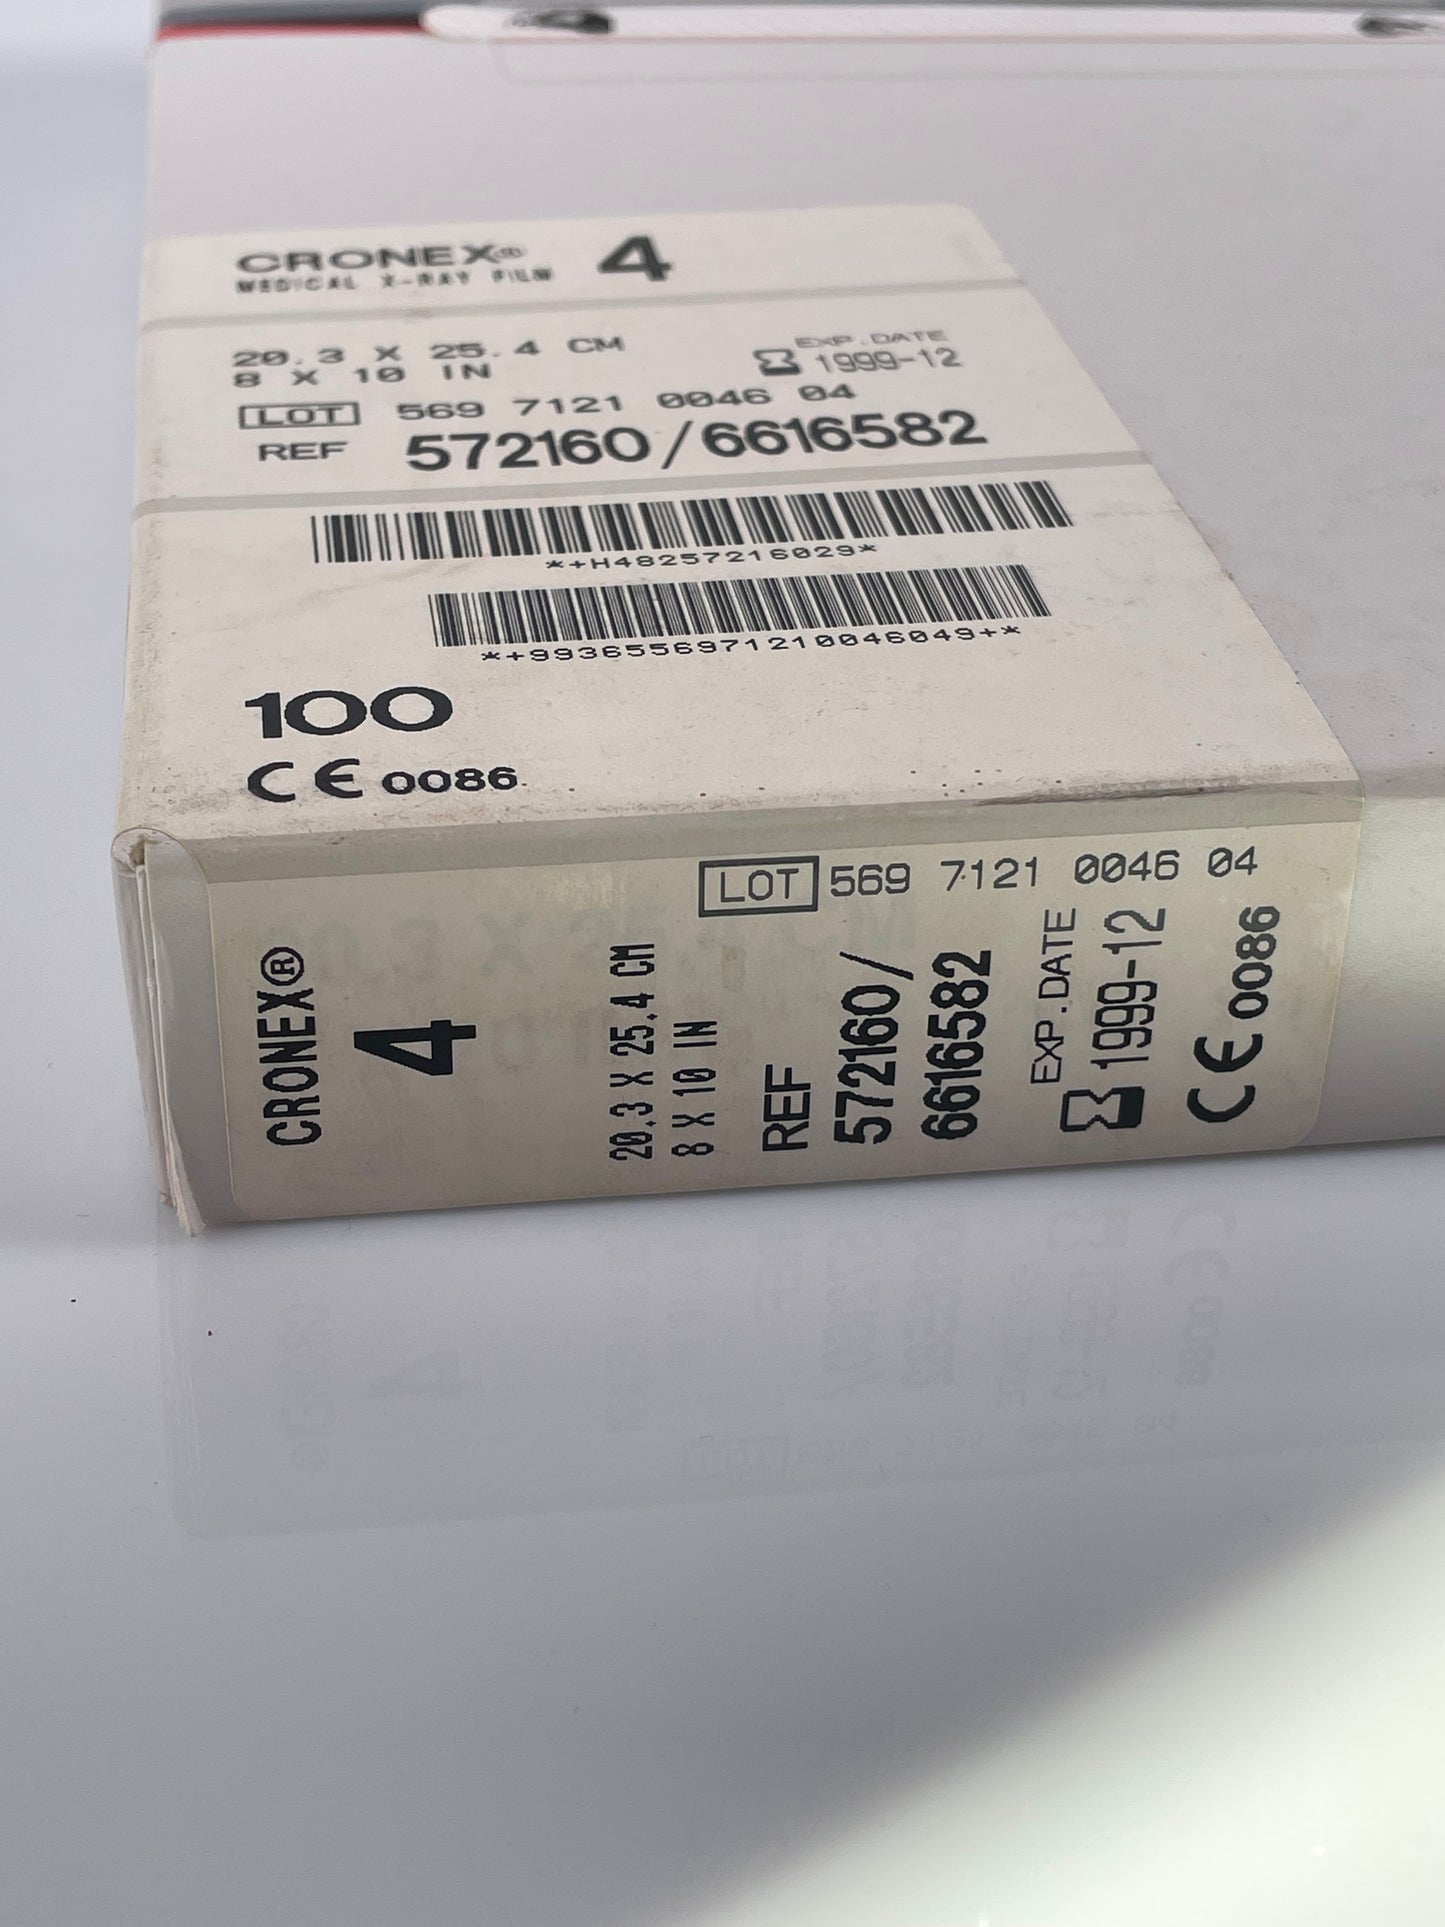 CRONEX® 4
MEDICAL X-RAY FILM
20.3 X 25.4 CM
8 X 10 IN
EXP.DATE
1999-12
LOT 569 7121 0046 04
REF 572160/6616582
*+H48257216029*
*+99365569712100460 49+*
100
CE 0086
LOT 569 7121 0046 04
CRONEX®
4
20.3 X 25.4 CM
8 X 10 IN
REF
572160/
6616582
EXP.DATE
1999-12
CE 0086